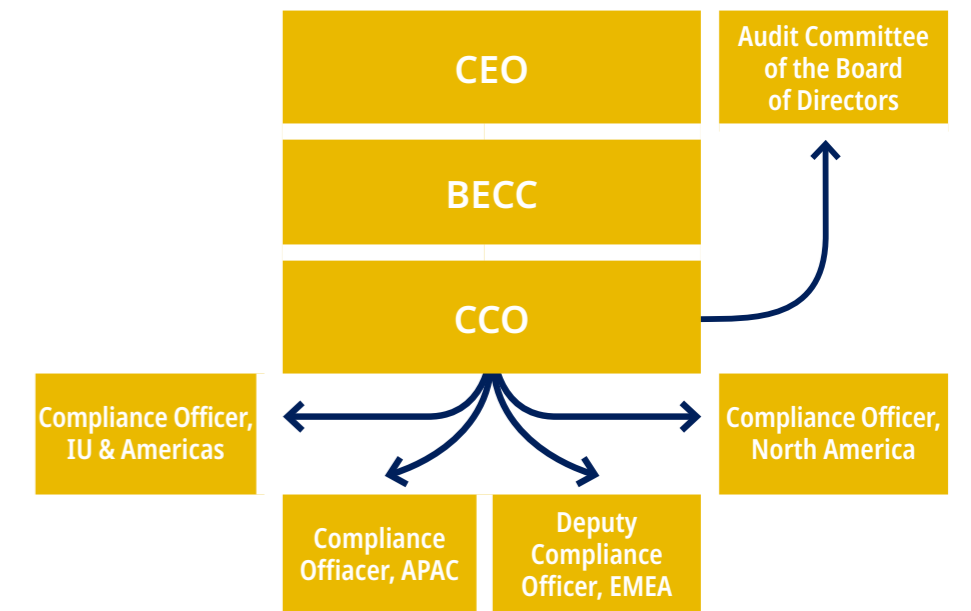 CEO
Audit Committee
of the Board
of Directors
BECC
CCO
Compliance Officer,
IU & Americas
Compliance Officer,
North America
Compliance
Offiacer, APAC
Deputy
Compliance
Officer, EMEA